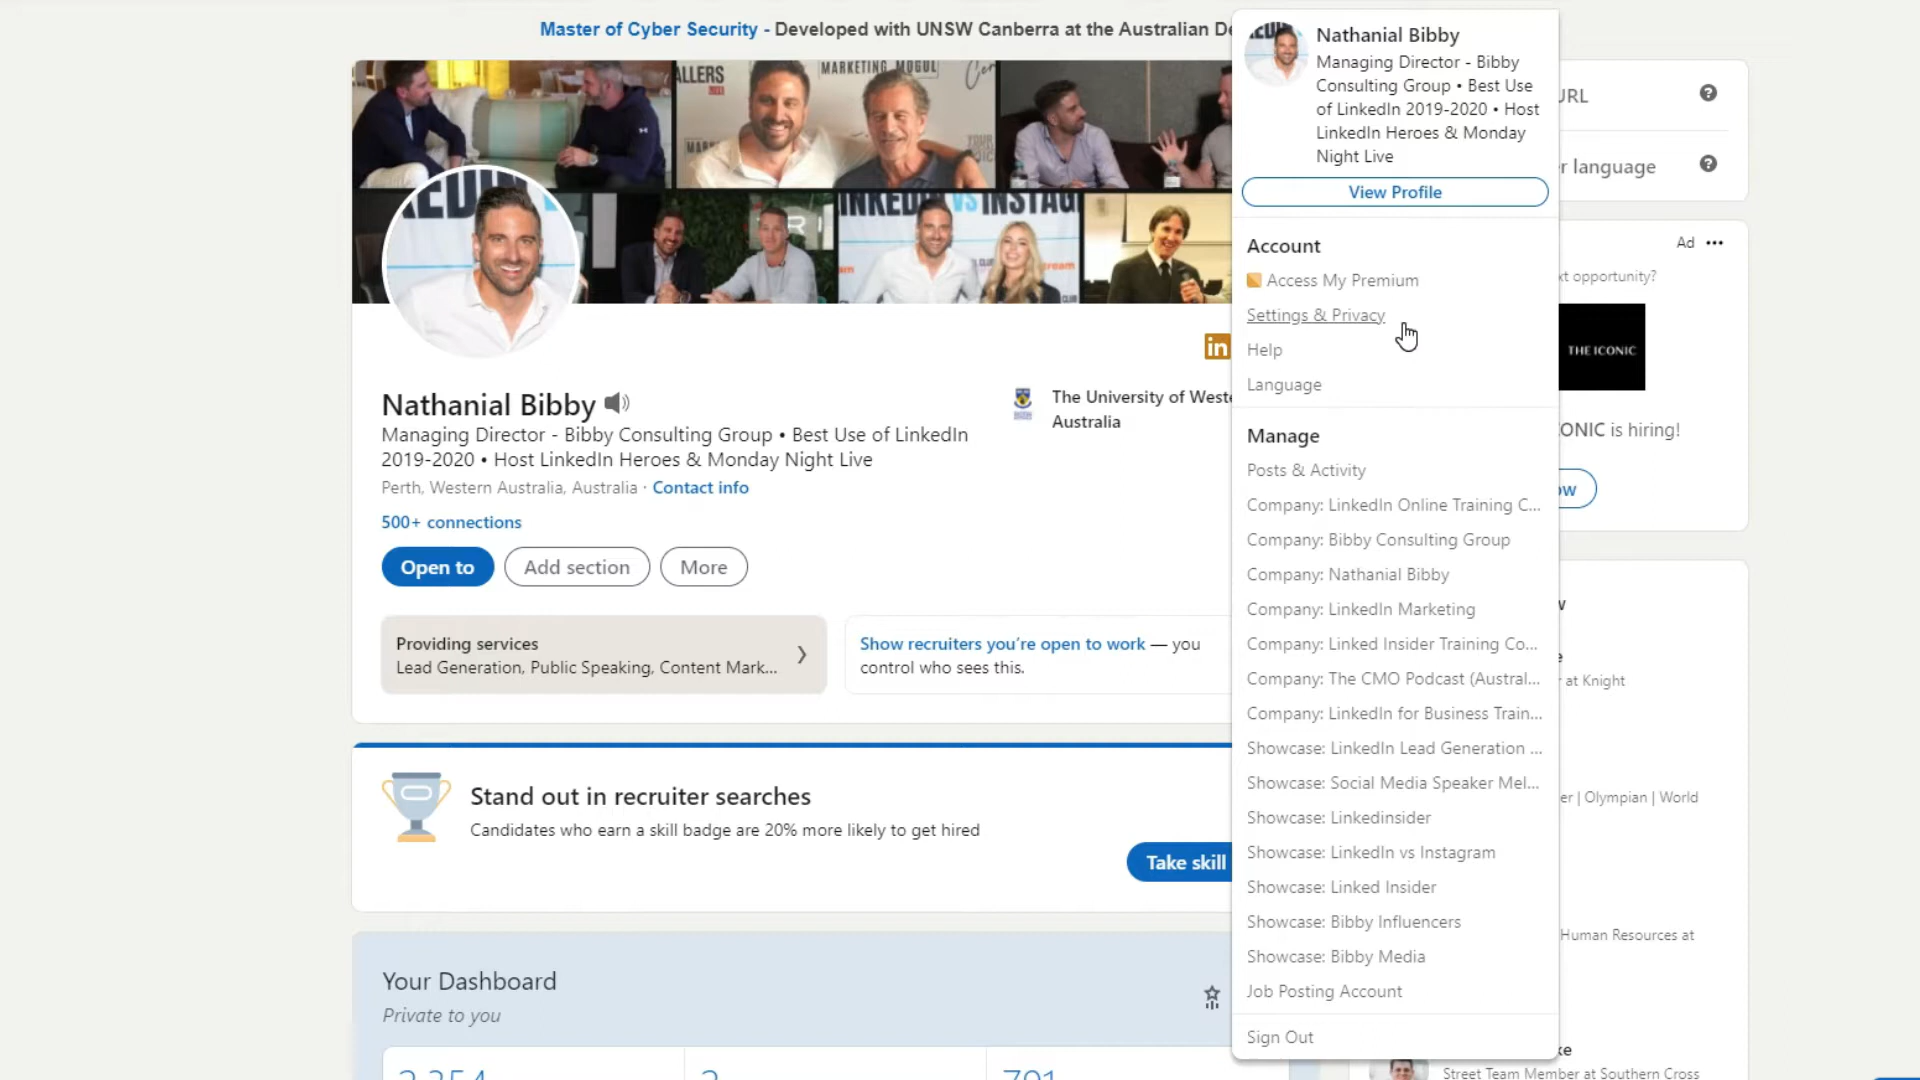 Master of Cyber Security - Developed with UNSW Canberra at the Australian De
ALLERS
MARKETING MOGUL
Nathanial Bibby
Managing Director - Bibby
Consulting Group • Best Use
of LinkedIn 2019-2020 • Host
LinkedIn Heroes & Monday
Night Live
View Profile
URL
r language
Account
Access My Premium
Settings & Privacy
Help
Language
Ad
xt opportunity?
THE ICONIC
CONIC is hiring!
ow
in
Nathanial Bibby
Managing Director - Bibby Consulting Group • Best Use of LinkedIn
2019-2020 • Host LinkedIn Heroes & Monday Night Live
Perth, Western Australia, Australia · Contact info
500+ connections
Open to
Add section
More
The University of Weste
Australia
Providing services
Lead Generation, Public Speaking, Content Mark...
Show recruiters you're open to work — you
control who sees this.
Manage
Posts & Activity
Company: LinkedIn Online Training C...
Company: Bibby Consulting Group
Company: Nathanial Bibby
Company: LinkedIn Marketing
Company: Linked Insider Training Co...
Company: The CMO Podcast (Austral...
Company: LinkedIn for Business Train...
Showcase: LinkedIn Lead Generation ...
Showcase: Social Media Speaker Mel...
Showcase: Linkedinsider
Showcase: LinkedIn vs Instagram
Showcase: Linked Insider
Showcase: Bibby Influencers
Showcase: Bibby Media
Job Posting Account
Sign Out
at Knight
er | Olympian | World
Human Resources at
ke
Street Team Member at Southern Cross
Stand out in recruiter searches
Candidates who earn a skill badge are 20% more likely to get hired
Take skill
Your Dashboard
Private to you